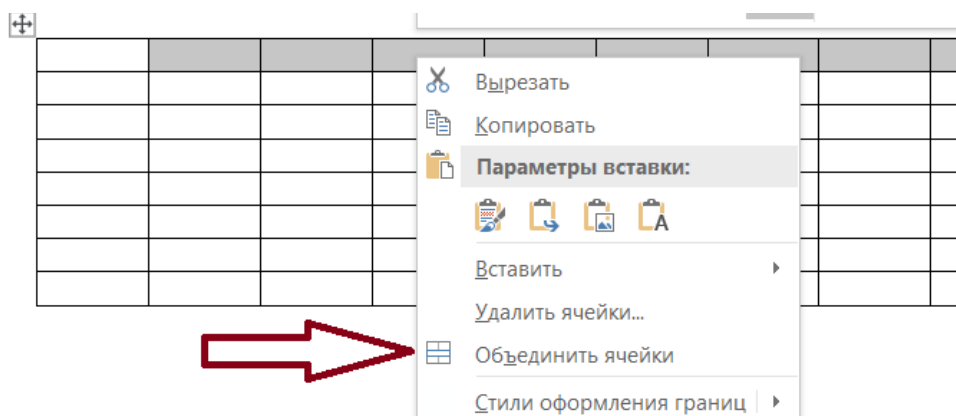 Вырезать
Копировать
Параметры вставки:
Вставить
Удалить ячейки...
Объединить ячейки
Стили оформления границ